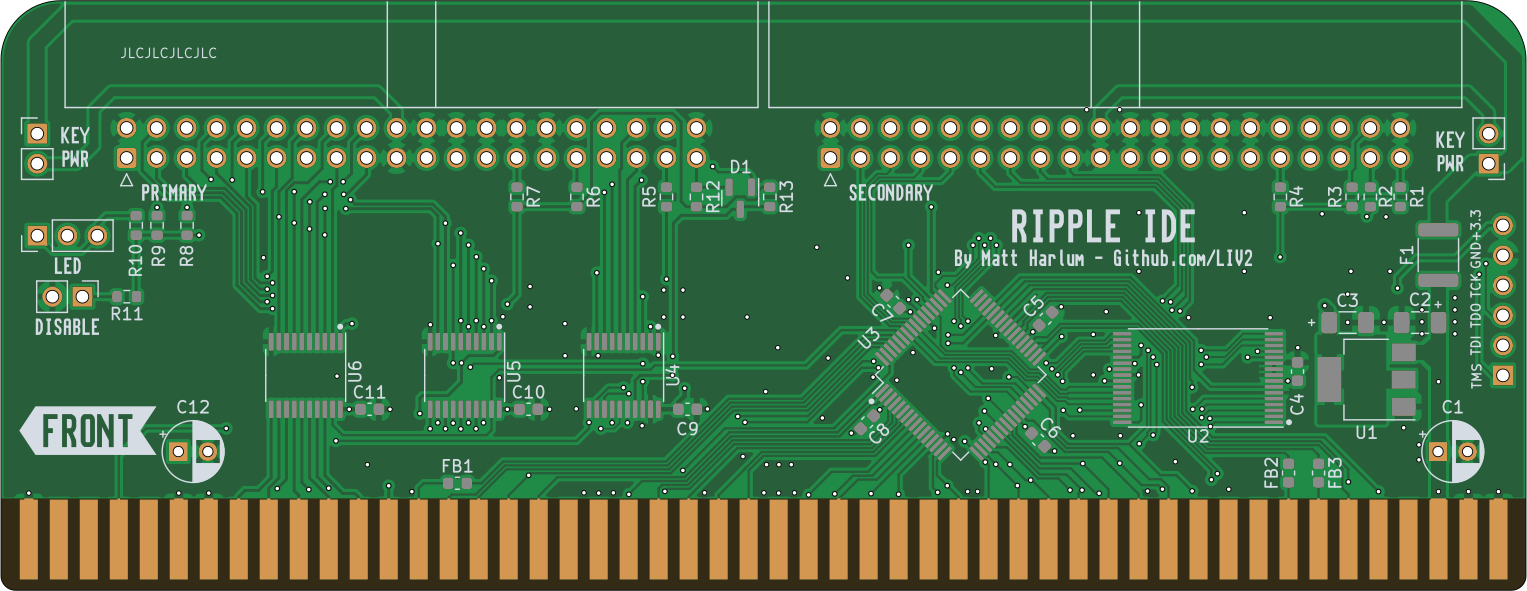 JLCJLCJLCJLC
KEY
PWR
KEY
PWR
PRIMARY
SECONDARY
D1
R7
R6
R5
R12
R13
R4
R3
R2
R1
RIPPLE IDE
By Matt Harlum - Github.com/LIV2
R10
R9
R8
LED
R11
DISABLE
F1
TMS TDI TDO TCK GND +3.3
C7
C5
U3
C3
C2
+
+
U6
U5
U4
C11
C10
C9
C8
C6
C4
U2
U1
C12
+
C1
+
FRONT
FB1
FB2
FB3